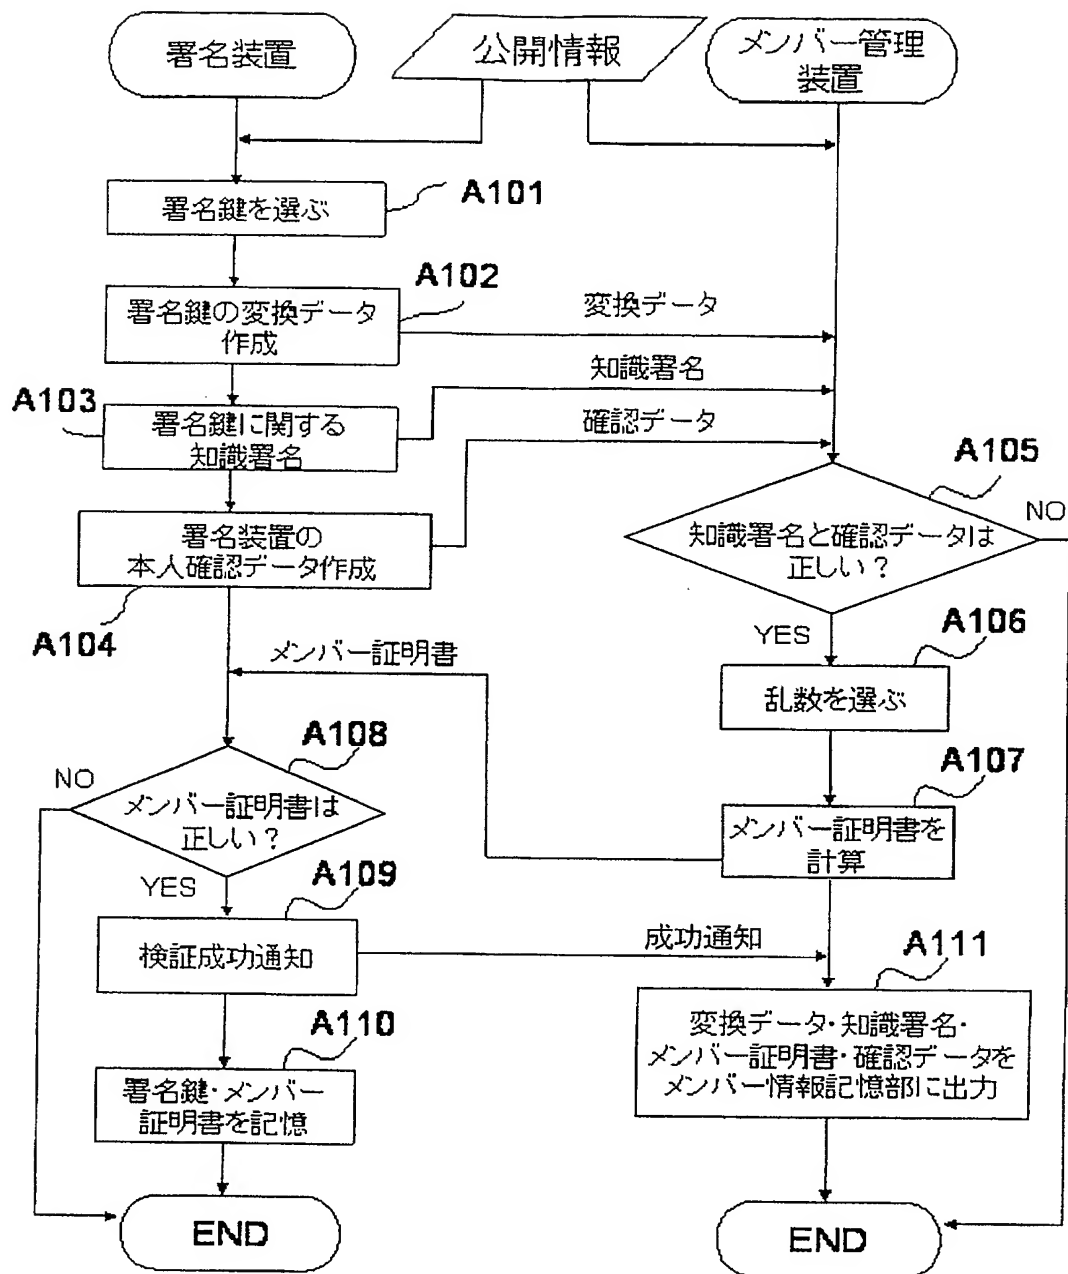 署名装置
公開情報
メンバー管理
装置
A101
署名鍵を選ぶ
A102
署名鍵の変換データ
作成
変換データ
知識署名
A103
署名鍵に関する
知識署名
確認データ
A105
NO
知識署名と確認データは
正しい?
署名装置の
本人確認データ作成
A104
YES
A106
メンバー証明書
乱数を選ぶ
A108
NO
メンバー証明書は
正しい?
A107
メンバー証明書を
計算
YES
A109
検証成功通知
成功通知
A111
変換データ・知識署名・
メンバー証明書・確認データを
メンバー情報記憶部に出力
A110
署名鍵・メンバー
証明書を記憶
END
END